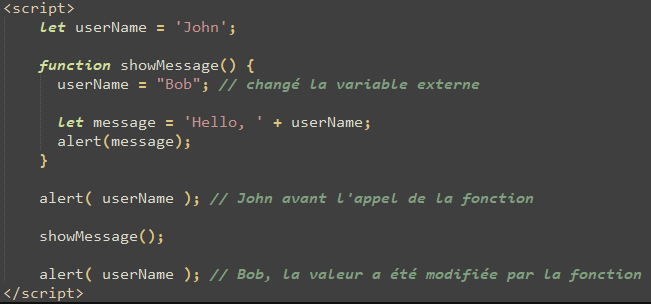 <script>
let userName = 'John';
function showMessage() {
userName = "Bob"; // changé la variable externe
let message = 'Hello, ' + userName;
alert(message);
}
alert( userName ); // John avant l'appel de la fonction
showMessage();
alert( userName ); // Bob, la valeur a été modifiée par la fonction
</script>